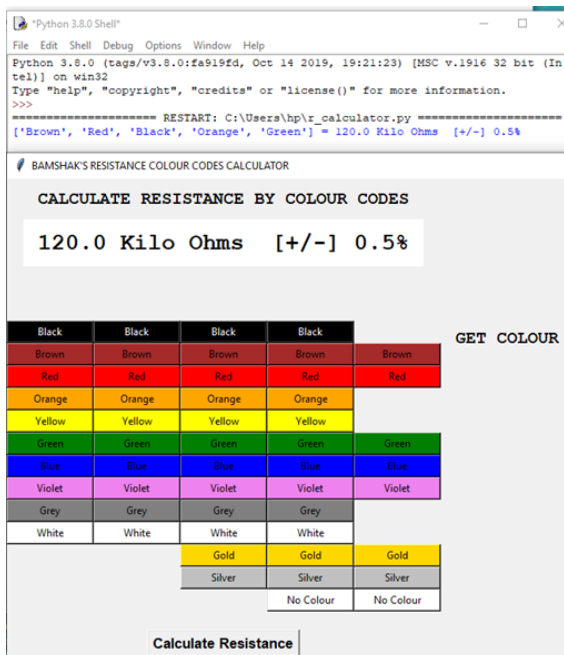 *Python 3.8.0 Shell*
File Edit Shell Debug Options Window Help
Python 3.8.0 (tags/v3.8.0:fa919fd, Oct 14 2019, 19:21:23) [MSC v.1916 32 bit (In
tel)] on win32
Type "help", "copyright", "credits" or "license()" for more information.
>>>
===================== RESTART: C:\Users\hp\r_calculator.py =====================
['Brown', 'Red', 'Black', 'Orange', 'Green'] = 120.0 Kilo Ohms [+/-] 0.5%
BAMSHAK'S RESISTANCE COLOUR CODES CALCULATOR
CALCULATE RESISTANCE BY COLOUR CODES
120.0 Kilo Ohms [+/-] 0.5%
Black Black Black Black
GET COLOUR
Brown Brown Brown Brown Brown
Red Red Red Red Red
Orange Orange Orange Orange
Yellow Yellow Yellow Yellow
Green Green Green Green Green
Blue Blue Blue Blue Blue
Violet Violet Violet Violet Violet
Grey Grey Grey Grey
White White White White
Gold Gold Gold
Silver Silver Silver
No Colour No Colour
Calculate Resistance